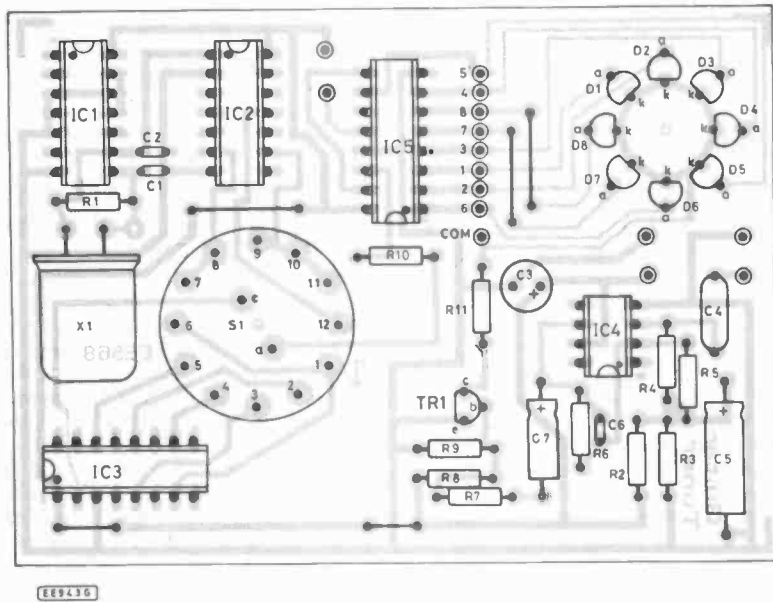 IC1
IC2
IC5
C2
C1
R1
5
4
8
7
3
1
2
6
COM
D1
a
k
D2
a
k
D3
a
k
D4
a
k
D5
a
k
D6
a
k
D7
a
k
D8
a
k
R10
X1
S1
9
10
11
12
1
2
3
4
5
6
7
8
c
a
R11
C3
+
IC4
C4
R4
R5
TR1
c
b
e
R9
R8
R7
+
C7
R6
C6
R2
R3
+
C5
IC3
EE943G